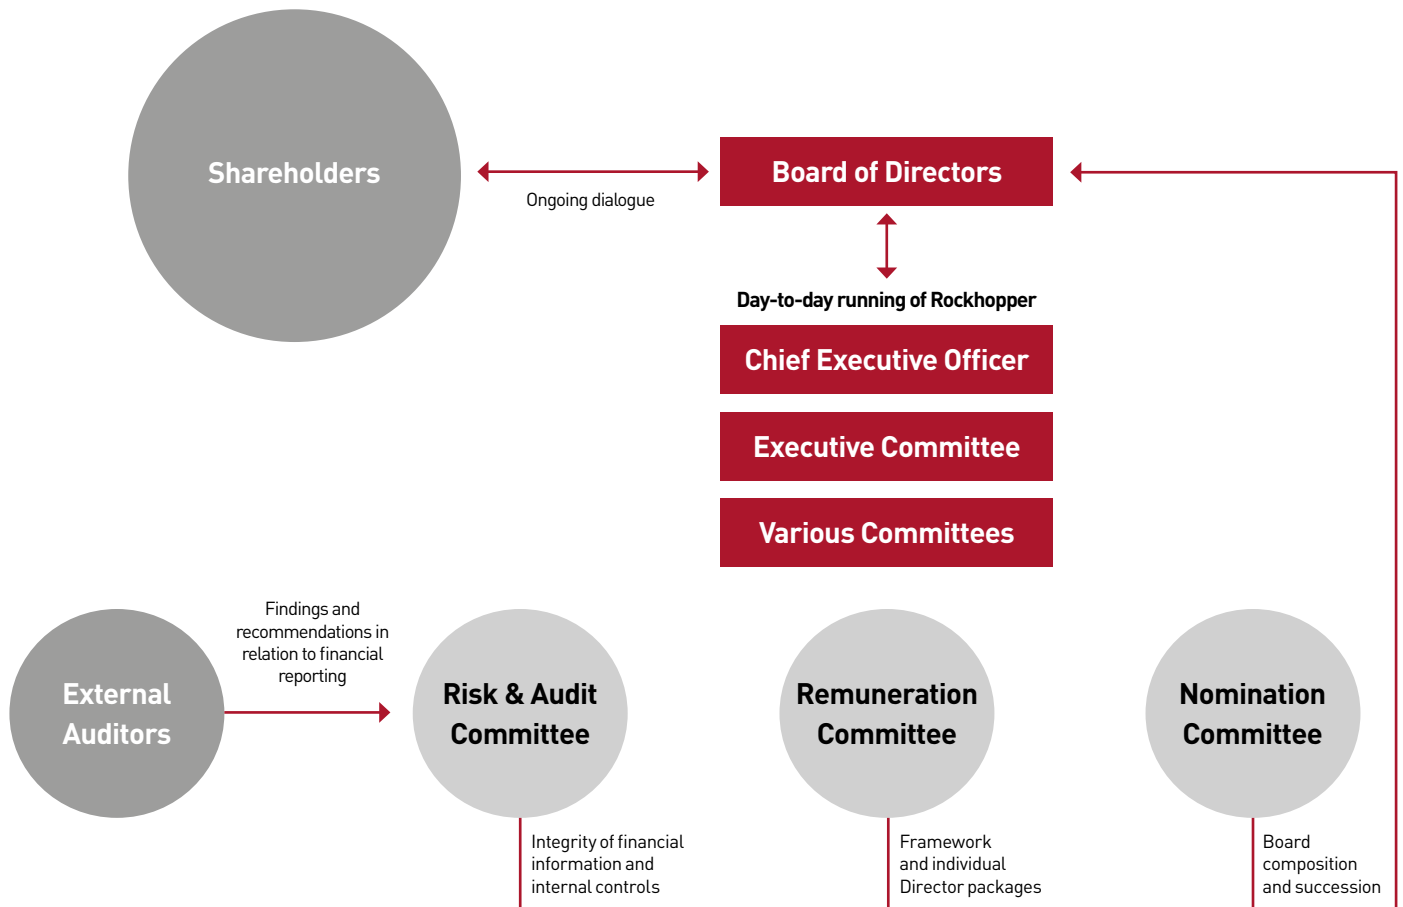 Shareholders
Ongoing dialogue
Board of Directors
Day-to-day running of Rockhopper
Chief Executive Officer
Executive Committee
Various Committees
External
Auditors
Findings and
recommendations in
relation to financial
reporting
Risk & Audit
Committee
Remuneration
Committee
Nomination
Committee
Integrity of financial
information and
internal controls
Framework
and individual
Director packages
Board
composition
and succession